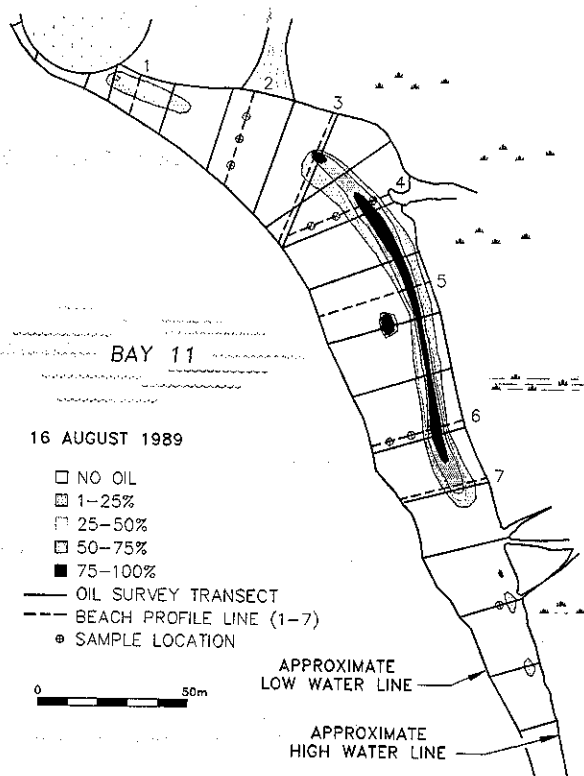 1
2
3
4
5
BAY 11
6
16 AUGUST 1989
7
NO OIL
1-25%
25-50%
50-75%
75-100%
OIL SURVEY TRANSECT
BEACH PROFILE LINE (1-7)
SAMPLE LOCATION
0 50m
APPROXIMATE
LOW WATER LINE
APPROXIMATE
HIGH WATER LINE